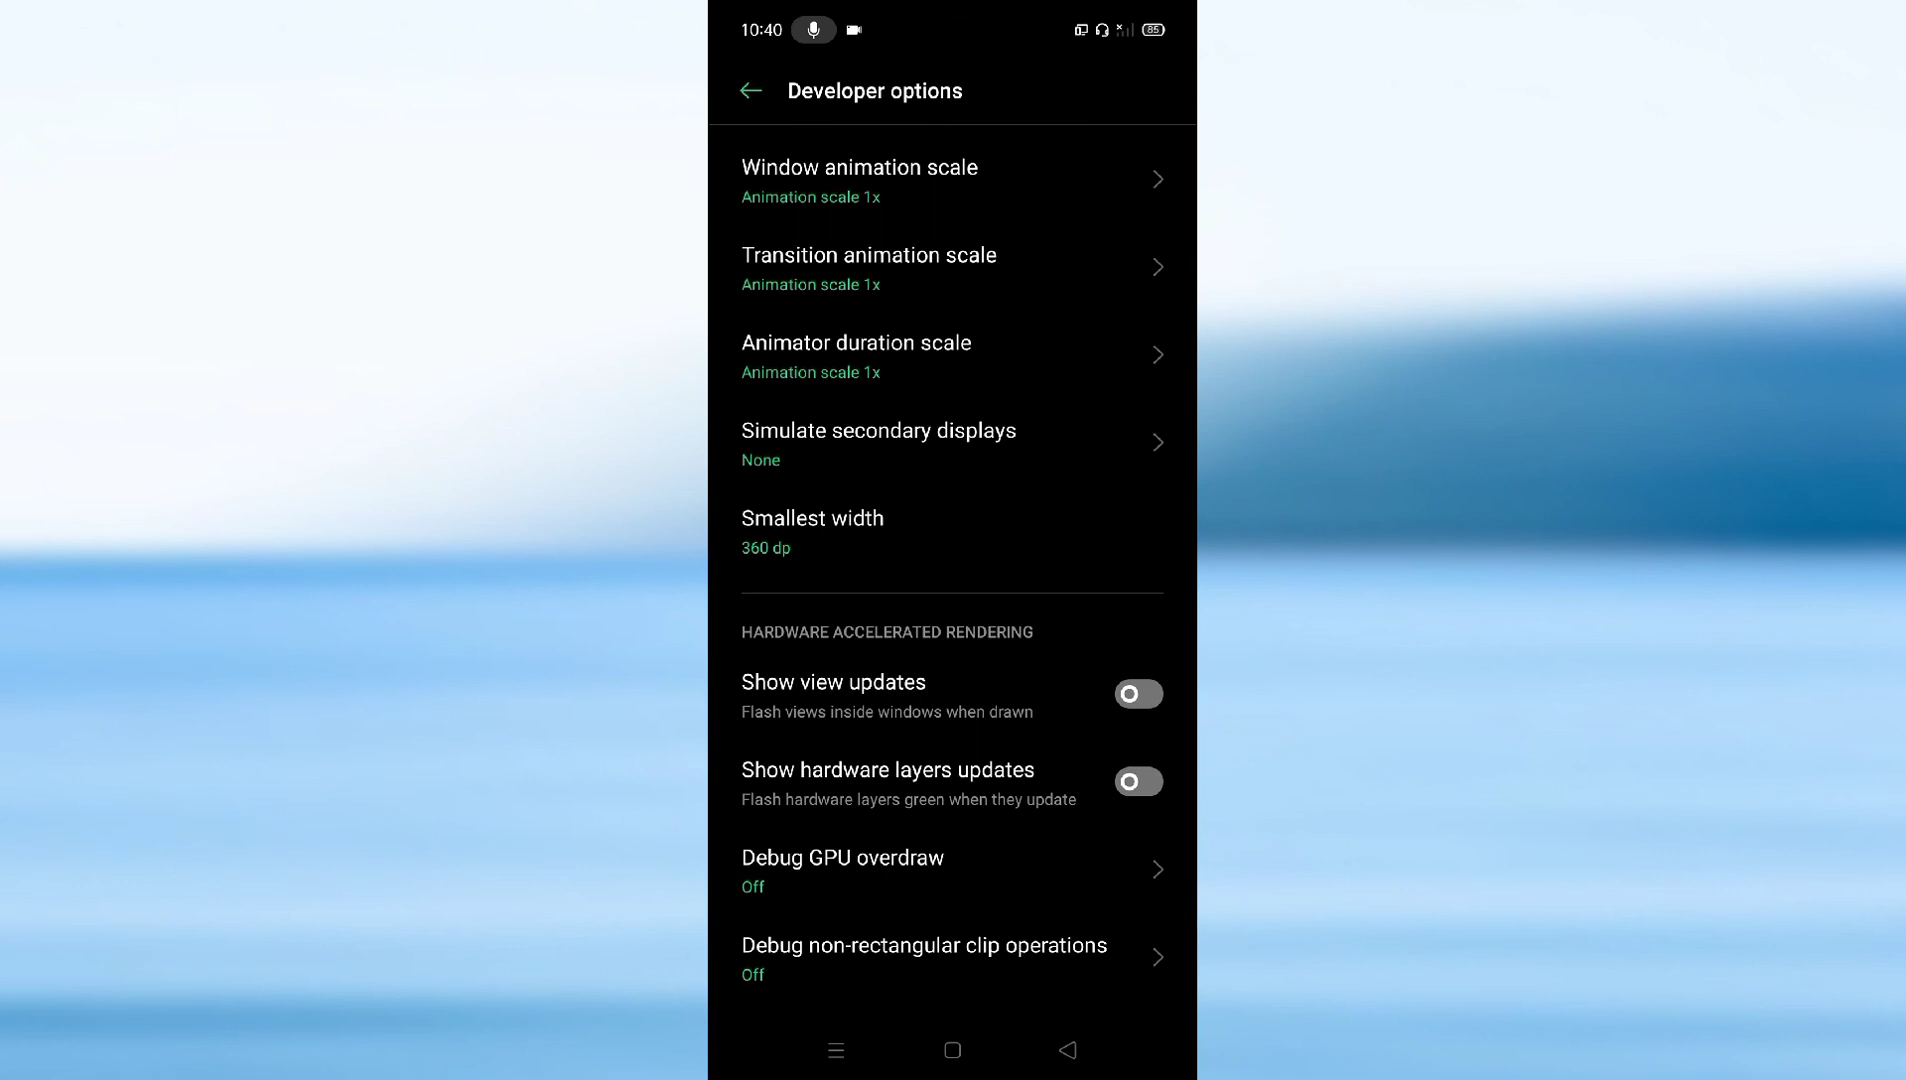 10:40
85
Developer options
Window animation scale
Animation scale 1x
Transition animation scale
Animation scale 1x
Animator duration scale
Animation scale 1x
Simulate secondary displays
None
Smallest width
360 dp
HARDWARE ACCELERATED RENDERING
Show view updates
Flash views inside windows when drawn
Show hardware layers updates
Flash hardware layers green when they update
Debug GPU overdraw
Off
Debug non-rectangular clip operations
Off